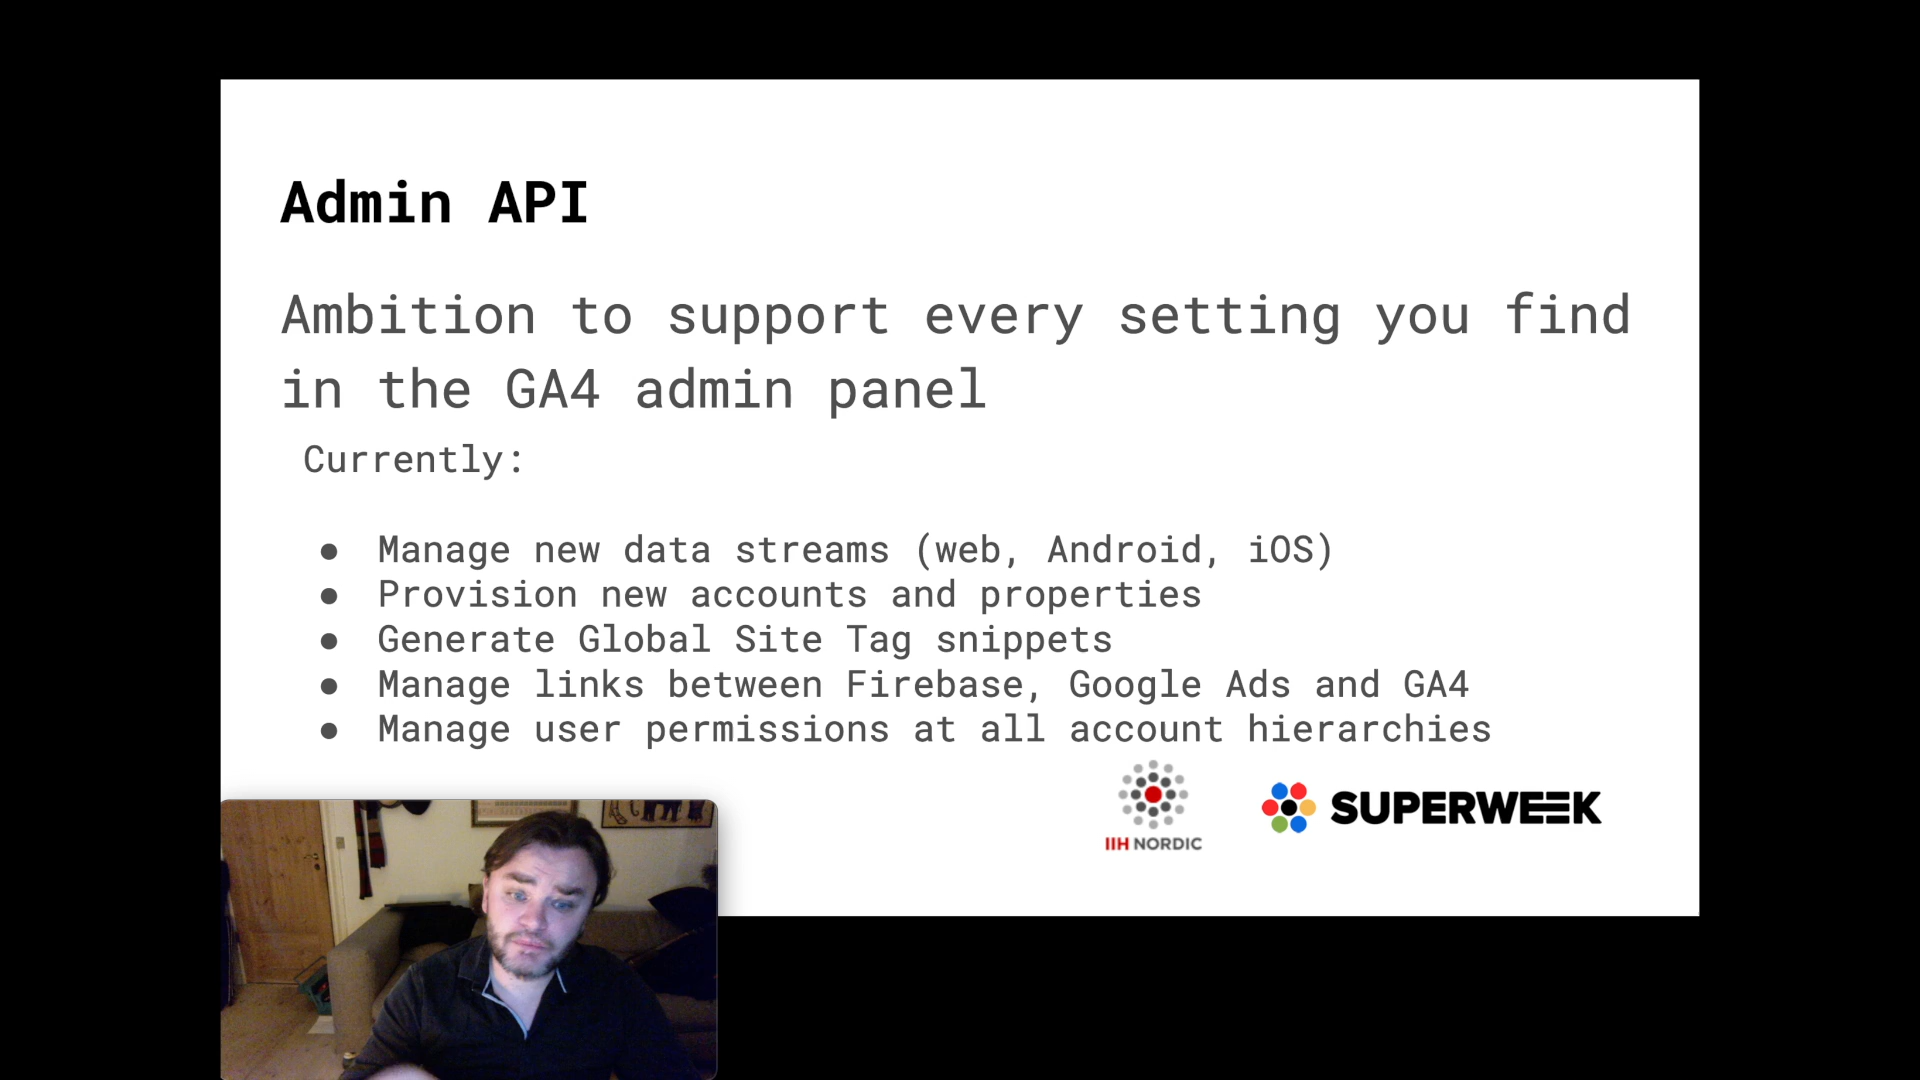 Admin API
Ambition to support every setting you find
in the GA4 admin panel
Currently:
● Manage new data streams (web, Android, iOS)
● Provision new accounts and properties
● Generate Global Site Tag snippets
● Manage links between Firebase, Google Ads and GA4
● Manage user permissions at all account hierarchies
IIH NORDIC
SUPERWEEK